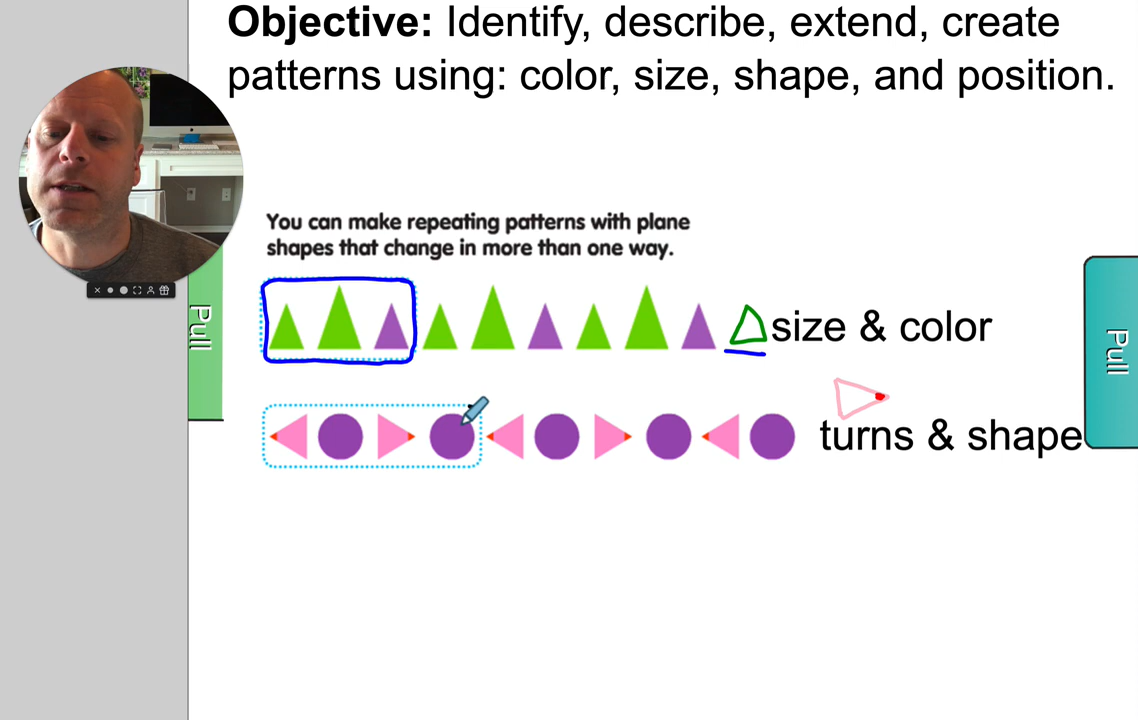 Objective: Identify, describe, extend, create
patterns using: color, size, shape, and position.
You can make repeating patterns with plane
shapes that change in more than one way.
Pull
size & color
Pull
turns & shape